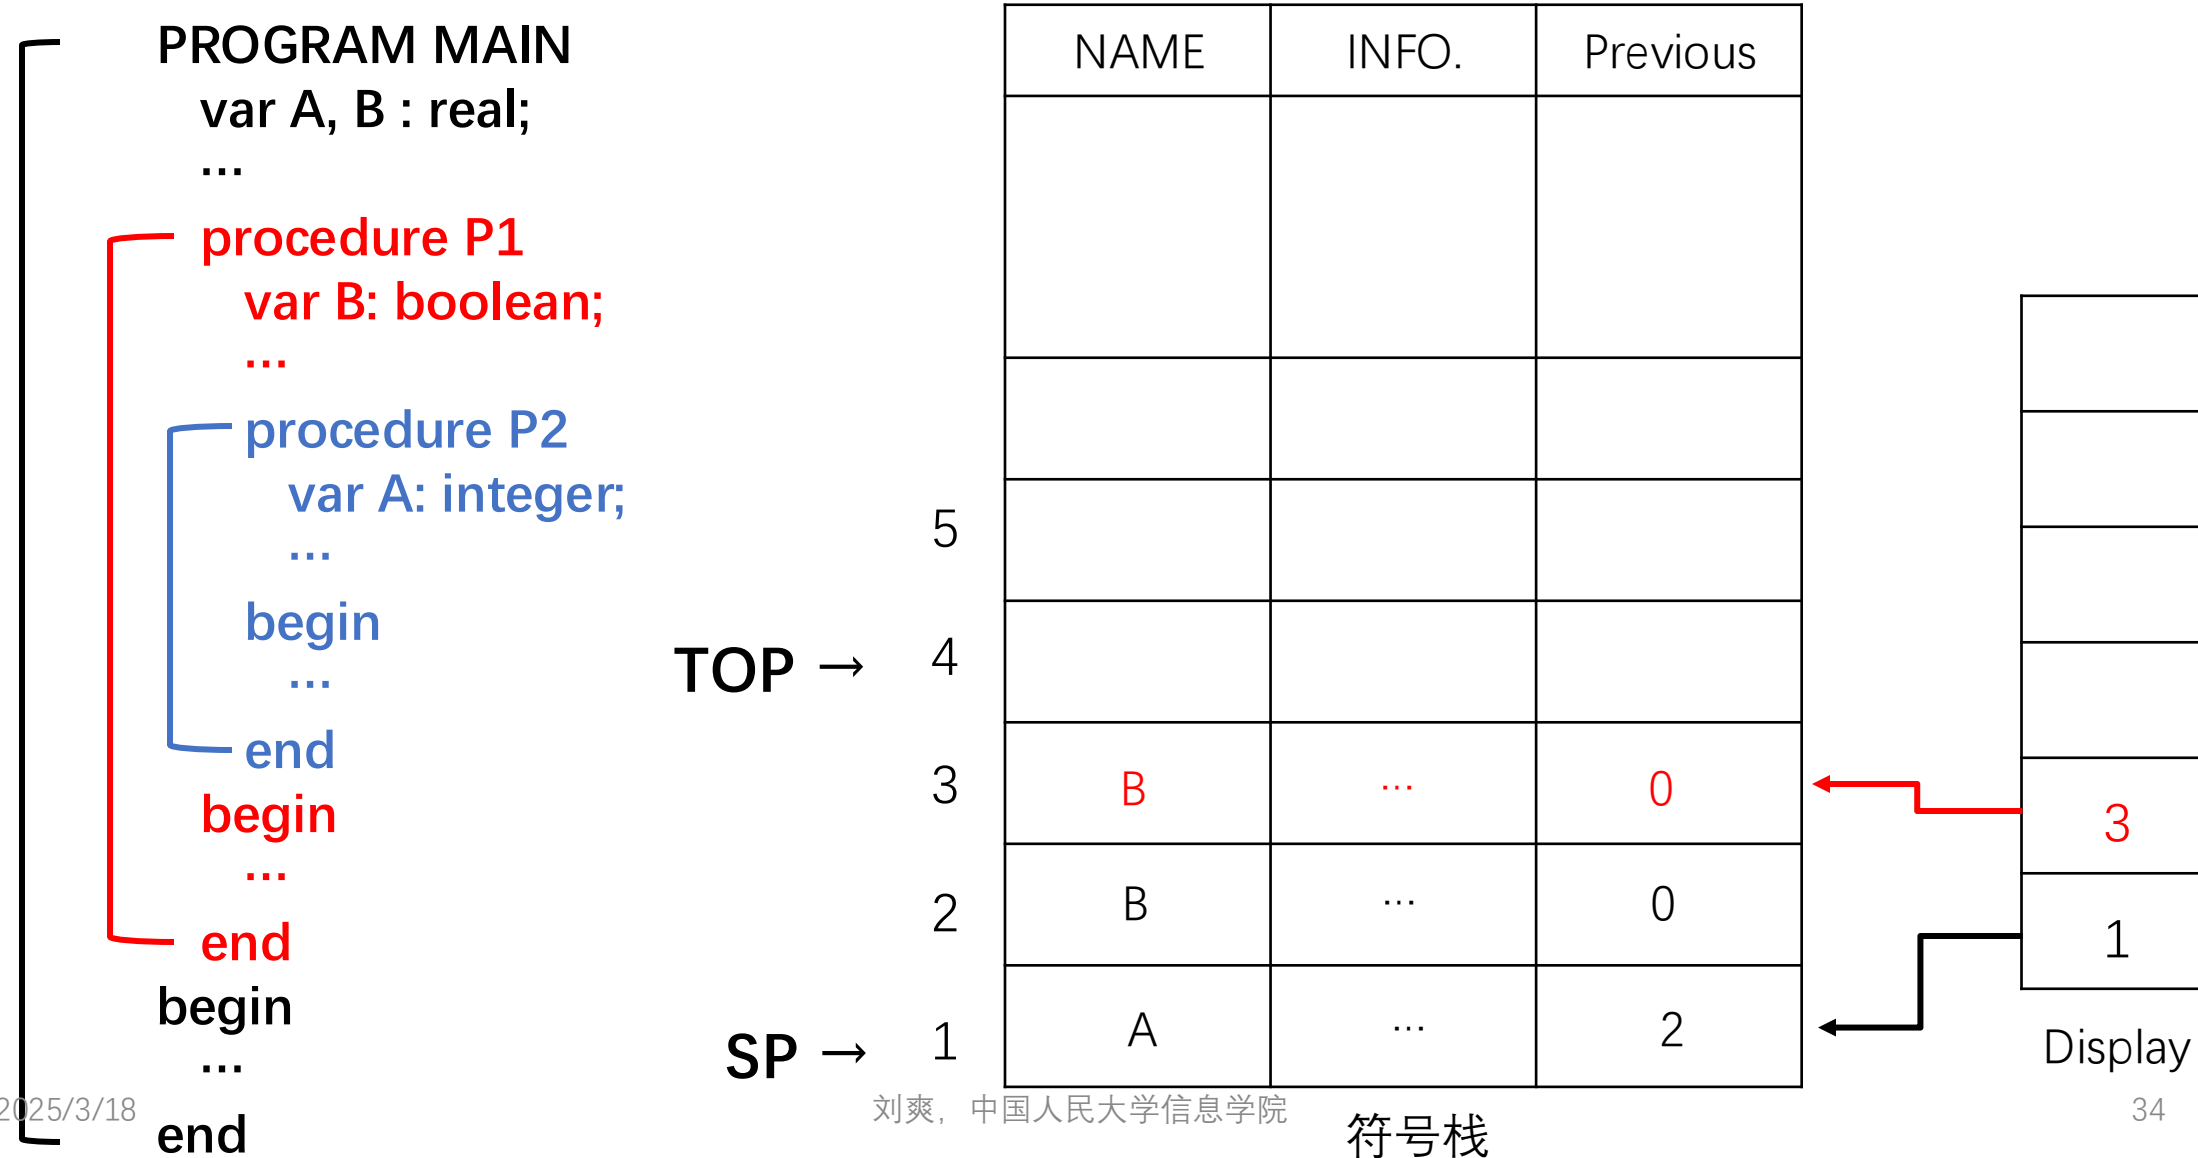 PROGRAM MAIN
var A, B : real;
...
procedure P1
var B: boolean;
...
procedure P2
var A: integer;
...
begin
...
end
begin
...
end
begin
...
end
NAME INFO. Previous
5
TOP → 4
3 B ... 0
2 B ... 0
SP → 1 A ... 2
符号栈
3
1
Display
2025/3/18
刘爽，中国人民大学信息学院
34